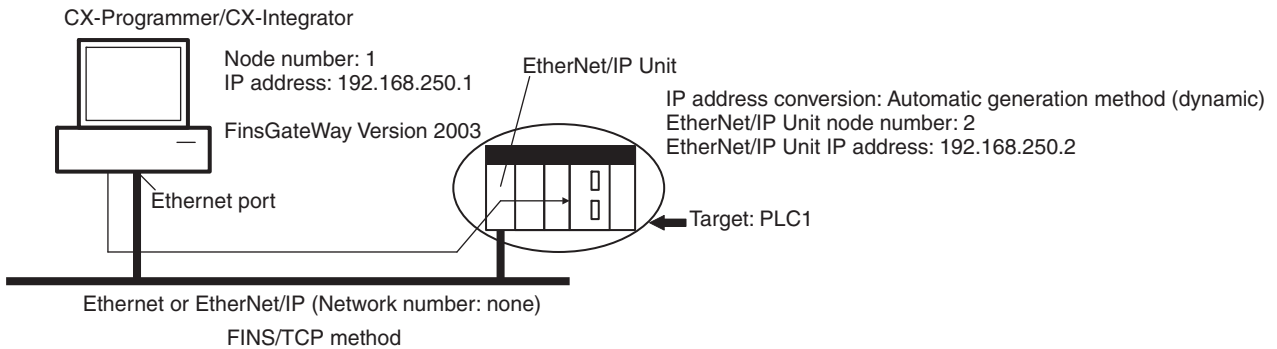 CX-Programmer/CX-Integrator
Node number: 1
IP address: 192.168.250.1
FinsGateWay Version 2003
Ethernet port
EtherNet/IP Unit
IP address conversion: Automatic generation method (dynamic)
EtherNet/IP Unit node number: 2
EtherNet/IP Unit IP address: 192.168.250.2
Target: PLC1
Ethernet or EtherNet/IP (Network number: none)
FINS/TCP method